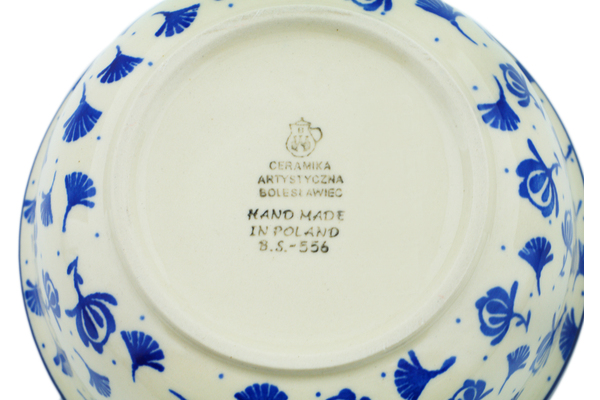 CERAMIKA
ARTYSTYCZNA
BOLESŁAWIEC
HAND MADE
IN POLAND
B.S.-556